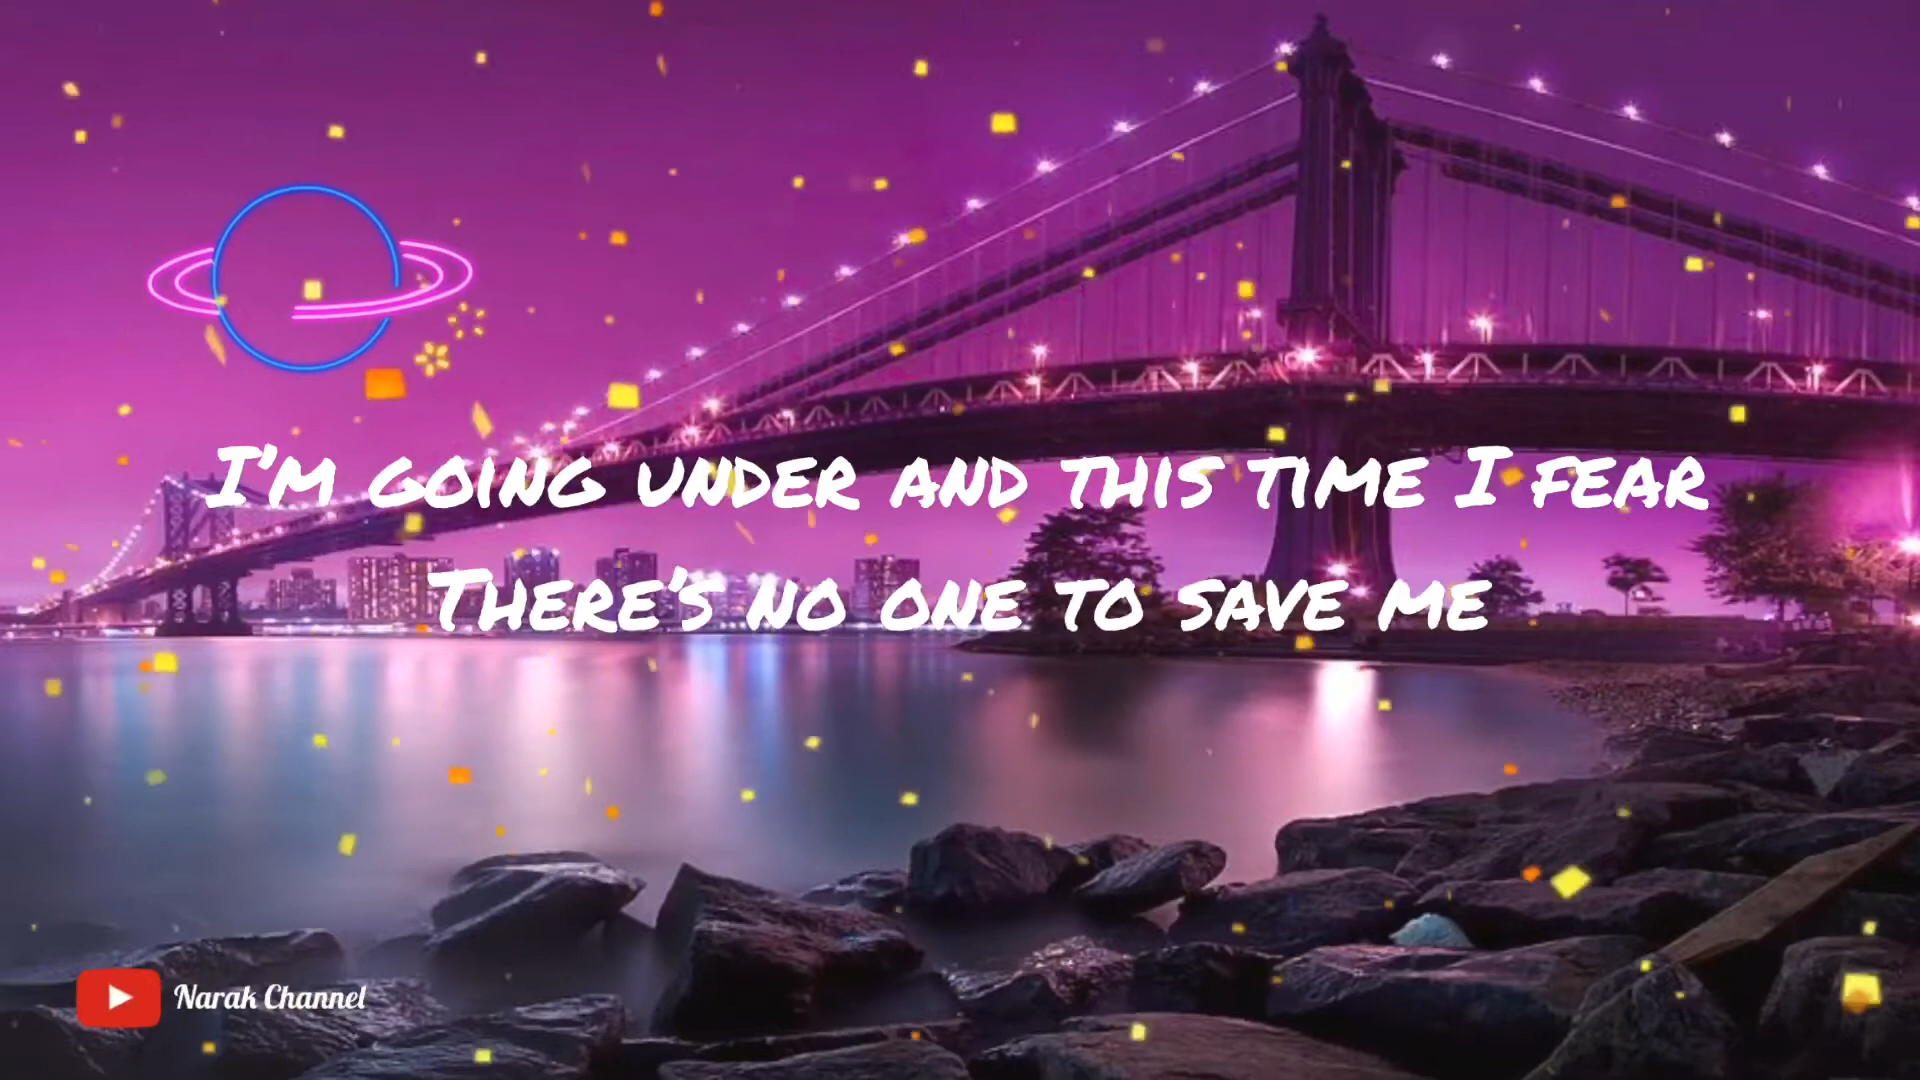 I'm going under and this time I fear
There's no one to save me
Narak Channel